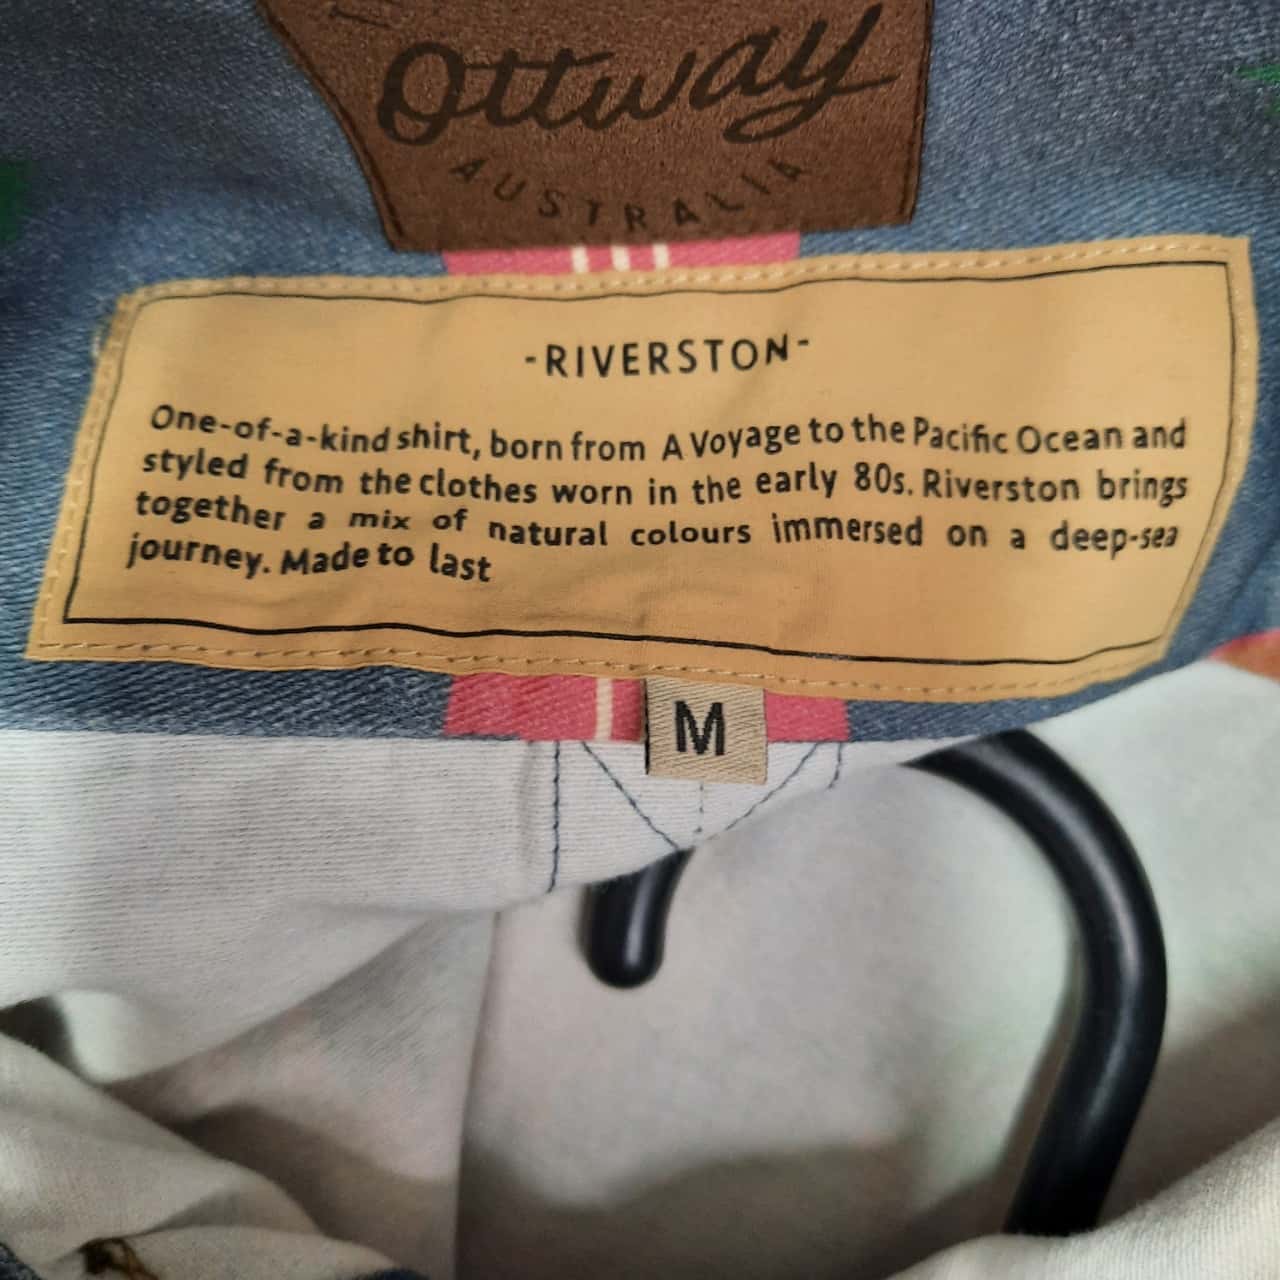 Ottway
AUSTRALIA
-RIVERSTON-
One-of-a-kind shirt, born from A Voyage to the Pacific Ocean and
styled from the clothes worn in the early 80s. Riverston brings
together a mix of natural colours immersed on a deep-sea
journey. Made to last
M